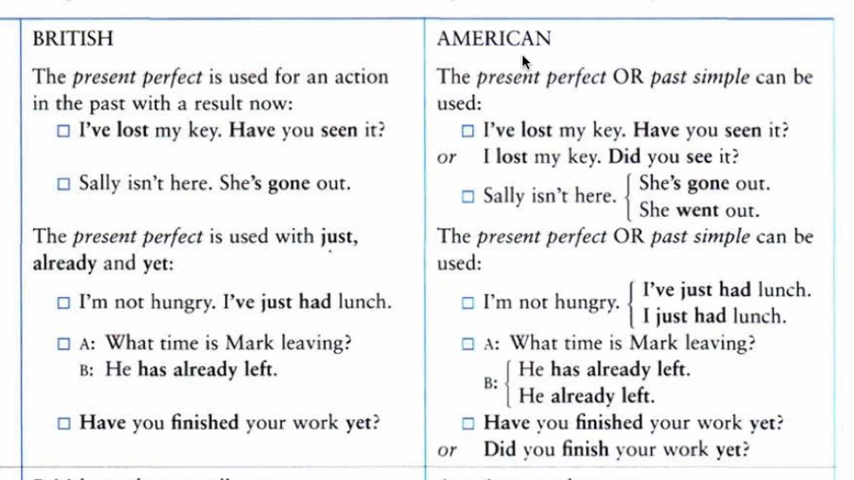 BRITISH
The present perfect is used for an action
in the past with a result now:
I've lost my key. Have you seen it?
Sally isn't here. She's gone out.
The present perfect is used with just,
already and yet:
I'm not hungry. I've just had lunch.
A: What time is Mark leaving?
B: He has already left.
Have you finished your work yet?
AMERICAN
The present perfect OR past simple can be
used:
I've lost my key. Have you seen it?
or I lost my key. Did you see it?
Sally isn't here. She's gone out.
She went out.
The present perfect OR past simple can be
used:
I'm not hungry. I've just had lunch.
I just had lunch.
A: What time is Mark leaving?
B: He has already left.
He already left.
Have you finished your work yet?
or Did you finish your work yet?